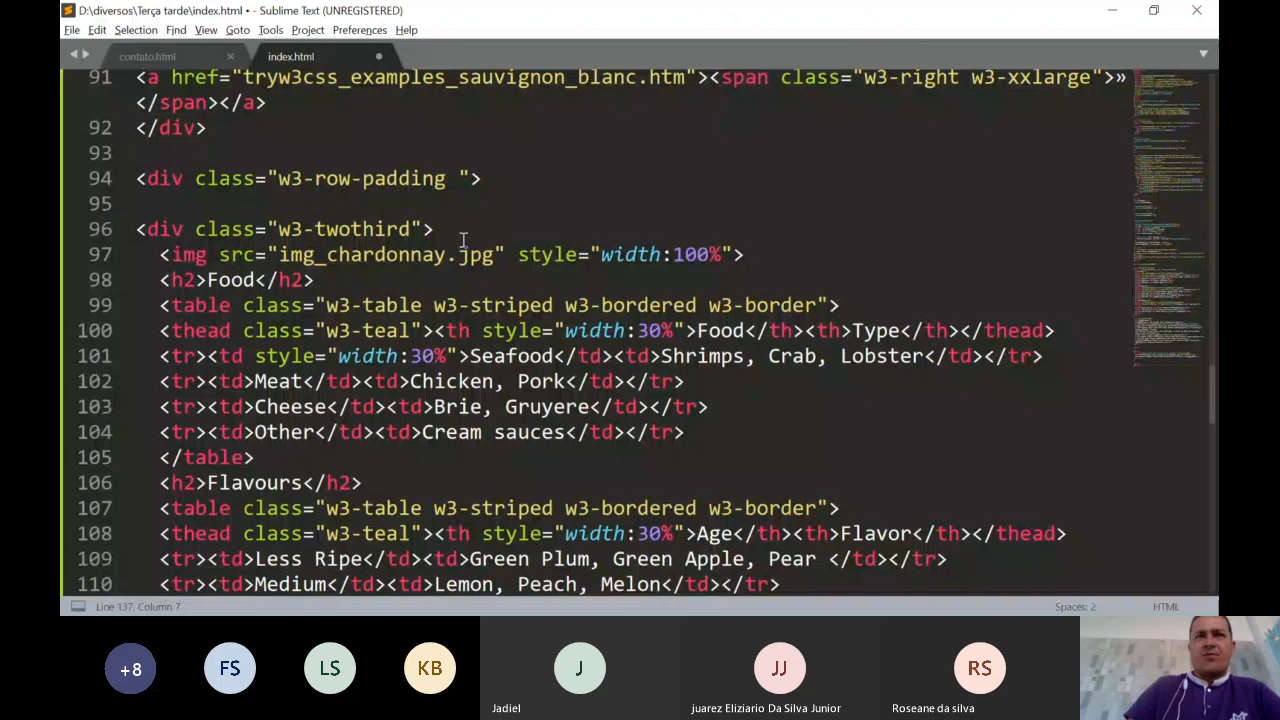 D:\diversos\Terça tarde\index.html • - Sublime Text (UNREGISTERED)
File Edit Selection Find View Goto Tools Project Preferences Help
contato.html index.html
91 <a href="tryw3css_examples_sauvignon_blanc.htm"><span class="w3-right w3-xxlarge">»
</span></a>
92 </div>
93
94 <div class="w3-row-padding ">
95
96 <div class="w3-twothird">
97 <img src="img_chardonnay.jpg" style="width:100%">
98 <h2>Food</h2>
99 <table class="w3-table w3-striped w3-bordered w3-border">
100 <thead class="w3-teal"><th style="width:30%">Food</th><th>Type</th></thead>
101 <tr><td style="width:30%">Seafood</td><td>Shrimps, Crab, Lobster</td></tr>
102 <tr><td>Meat</td><td>Chicken, Pork</td></tr>
103 <tr><td>Cheese</td><td>Brie, Gruyere</td></tr>
104 <tr><td>Other</td><td>Cream sauces</td></tr>
105 </table>
106 <h2>Flavours</h2>
107 <table class="w3-table w3-striped w3-bordered w3-border">
108 <thead class="w3-teal"><th style="width:30%">Age</th><th>Flavor</th></thead>
109 <tr><td>Less Ripe</td><td>Green Plum, Green Apple, Pear </td></tr>
110 <tr><td>Medium</td><td>Lemon, Peach, Melon</td></tr>
Line 137, Column 7 Spaces: 2 HTML
+8 FS LS KB J JJ RS
Jadiel juarez Eliziario Da Silva Junior Roseane da silva